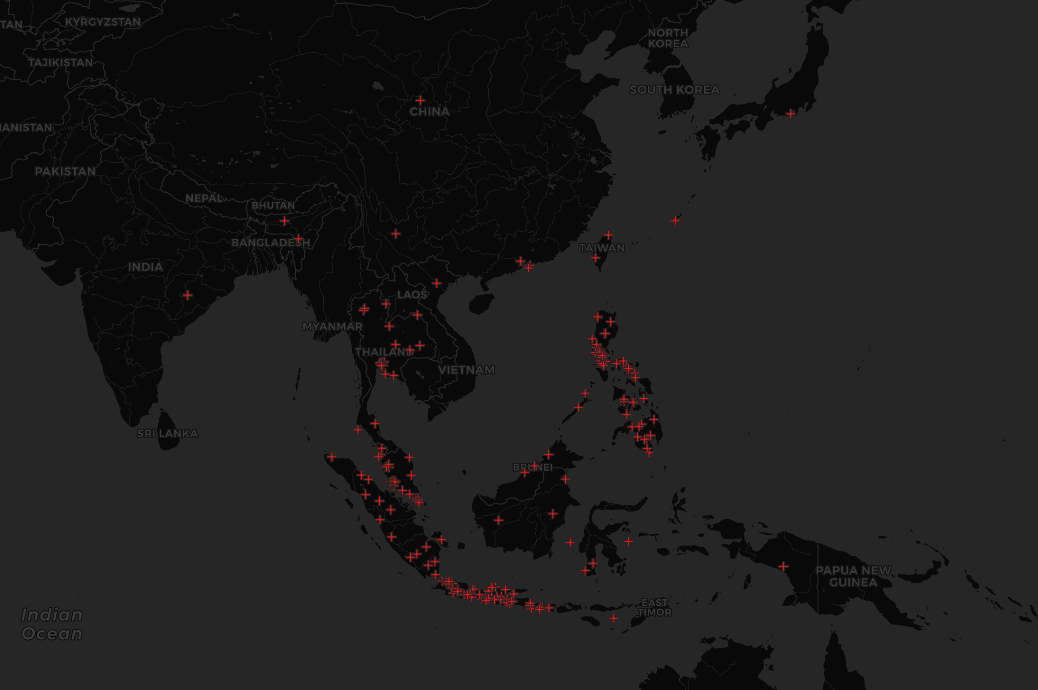 TAN
KYRGYZSTAN
NORTH
KOREA
TAJIKISTAN
SOUTH KOREA
CHINA
ANISTAN
PAKISTAN
NEPAL
BHUTAN
BANGLADESH
TAIWAN
INDIA
LAOS
MYANMAR
THAILAND
VIETNAM
SRI LANKA
BRUNEI
PAPUA NEW
GUINEA
EAST
TIMOR
Indian
Ocean